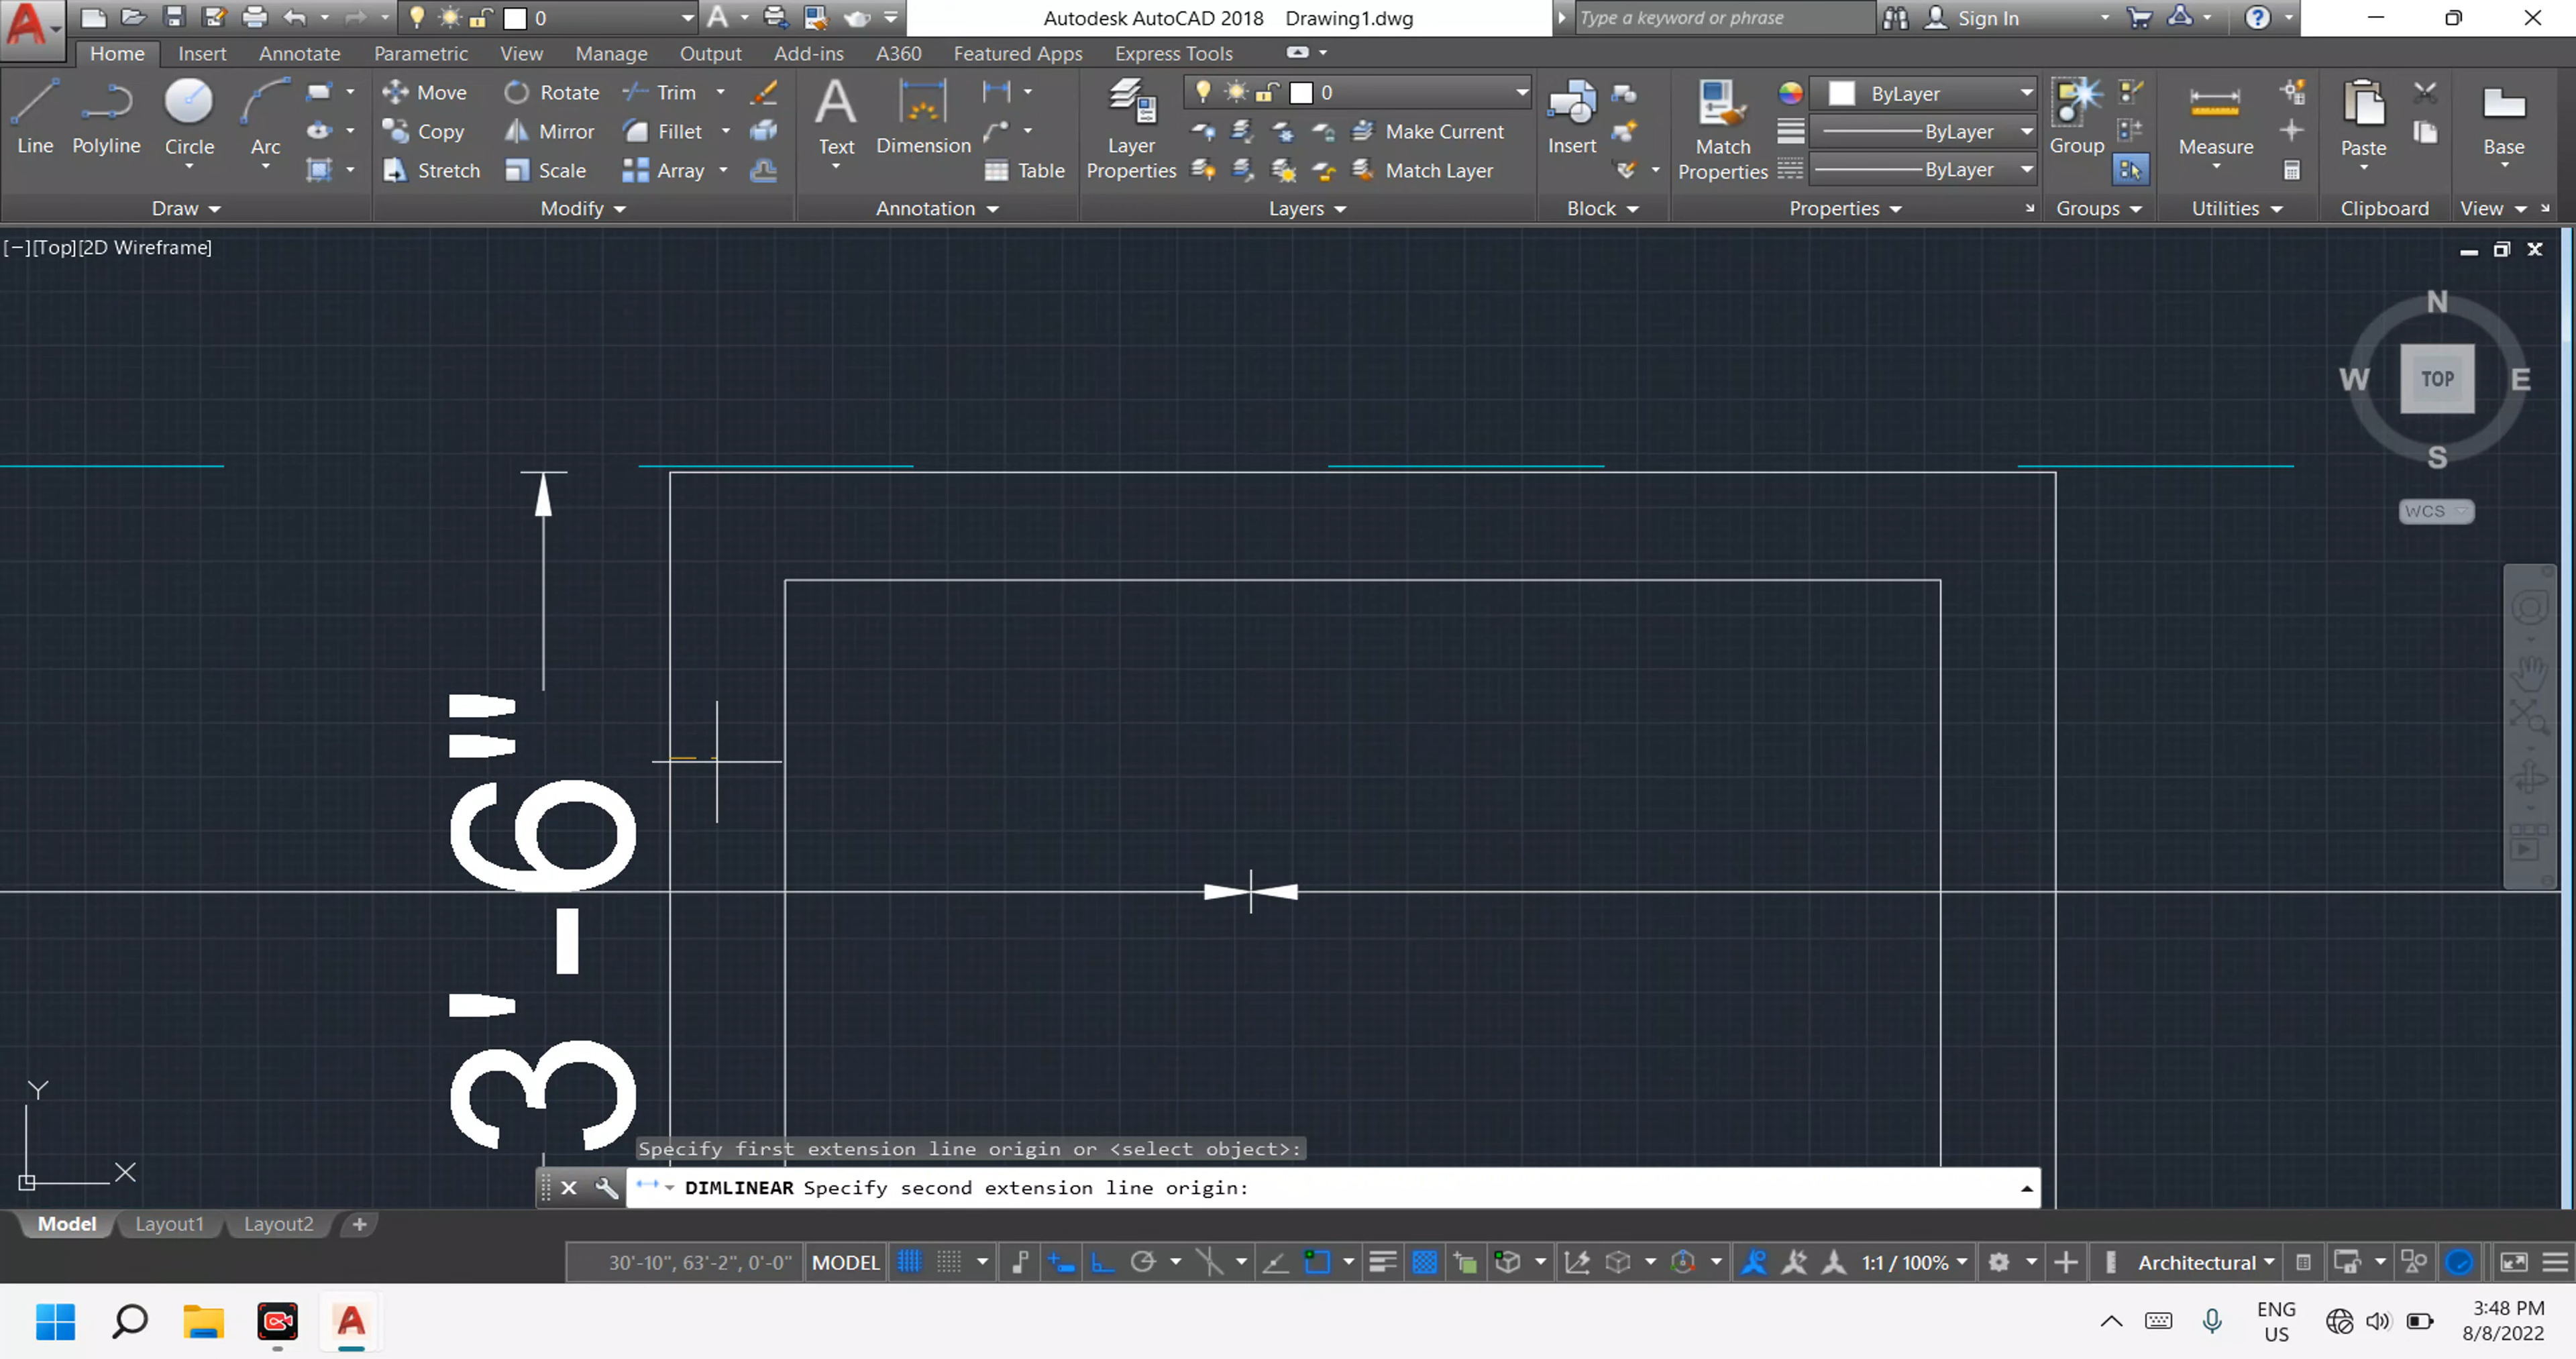 0 A Autodesk AutoCAD 2018 Drawing1.dwg Type a keyword or phrase Sign In
Home Insert Annotate Parametric View Manage Output Add-ins A360 Featured Apps Express Tools
Line Polyline Circle Arc
Move Rotate Trim
Copy Mirror Fillet
Stretch Scale Array
Text Dimension Table
Layer Properties
0
Make Current
Match Layer
Insert
Match Properties
ByLayer
ByLayer
ByLayer
Group Measure Paste Base
Draw Modify Annotation Layers Block Properties Groups Utilities Clipboard View
[−][Top][2D Wireframe]
N
W TOP E
S
WCS
3'-6"
Y
X
Specify first extension line origin or <select object>:
DIMLINEAR Specify second extension line origin:
Model Layout1 Layout2 +
30'-10", 63'-2", 0'-0" MODEL 1:1 / 100% Architectural
ENG
US
3:48 PM
8/8/2022